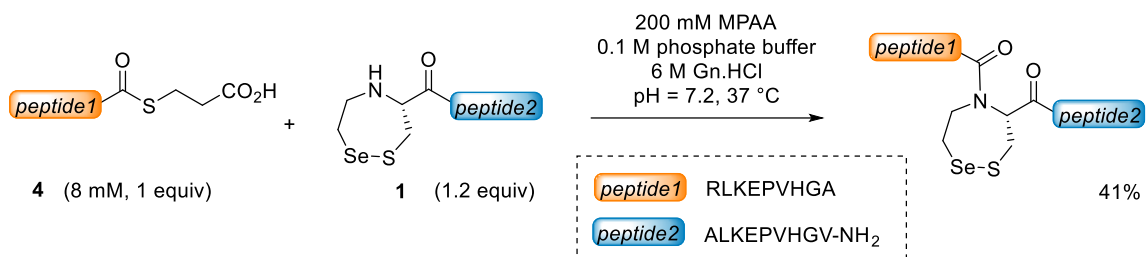 200 mM MPAA
0.1 M phosphate buffer
6 M Gn.HCl
pH = 7.2, 37 °C
peptide1
O
S
CO₂H
+
H
N
O
peptide2
Se
S
peptide1
O
N
O
peptide2
Se
S
4 (8 mM, 1 equiv)
1 (1.2 equiv)
peptide1 RLKEPVHGA
peptide2 ALKEPVHGV-NH₂
41%